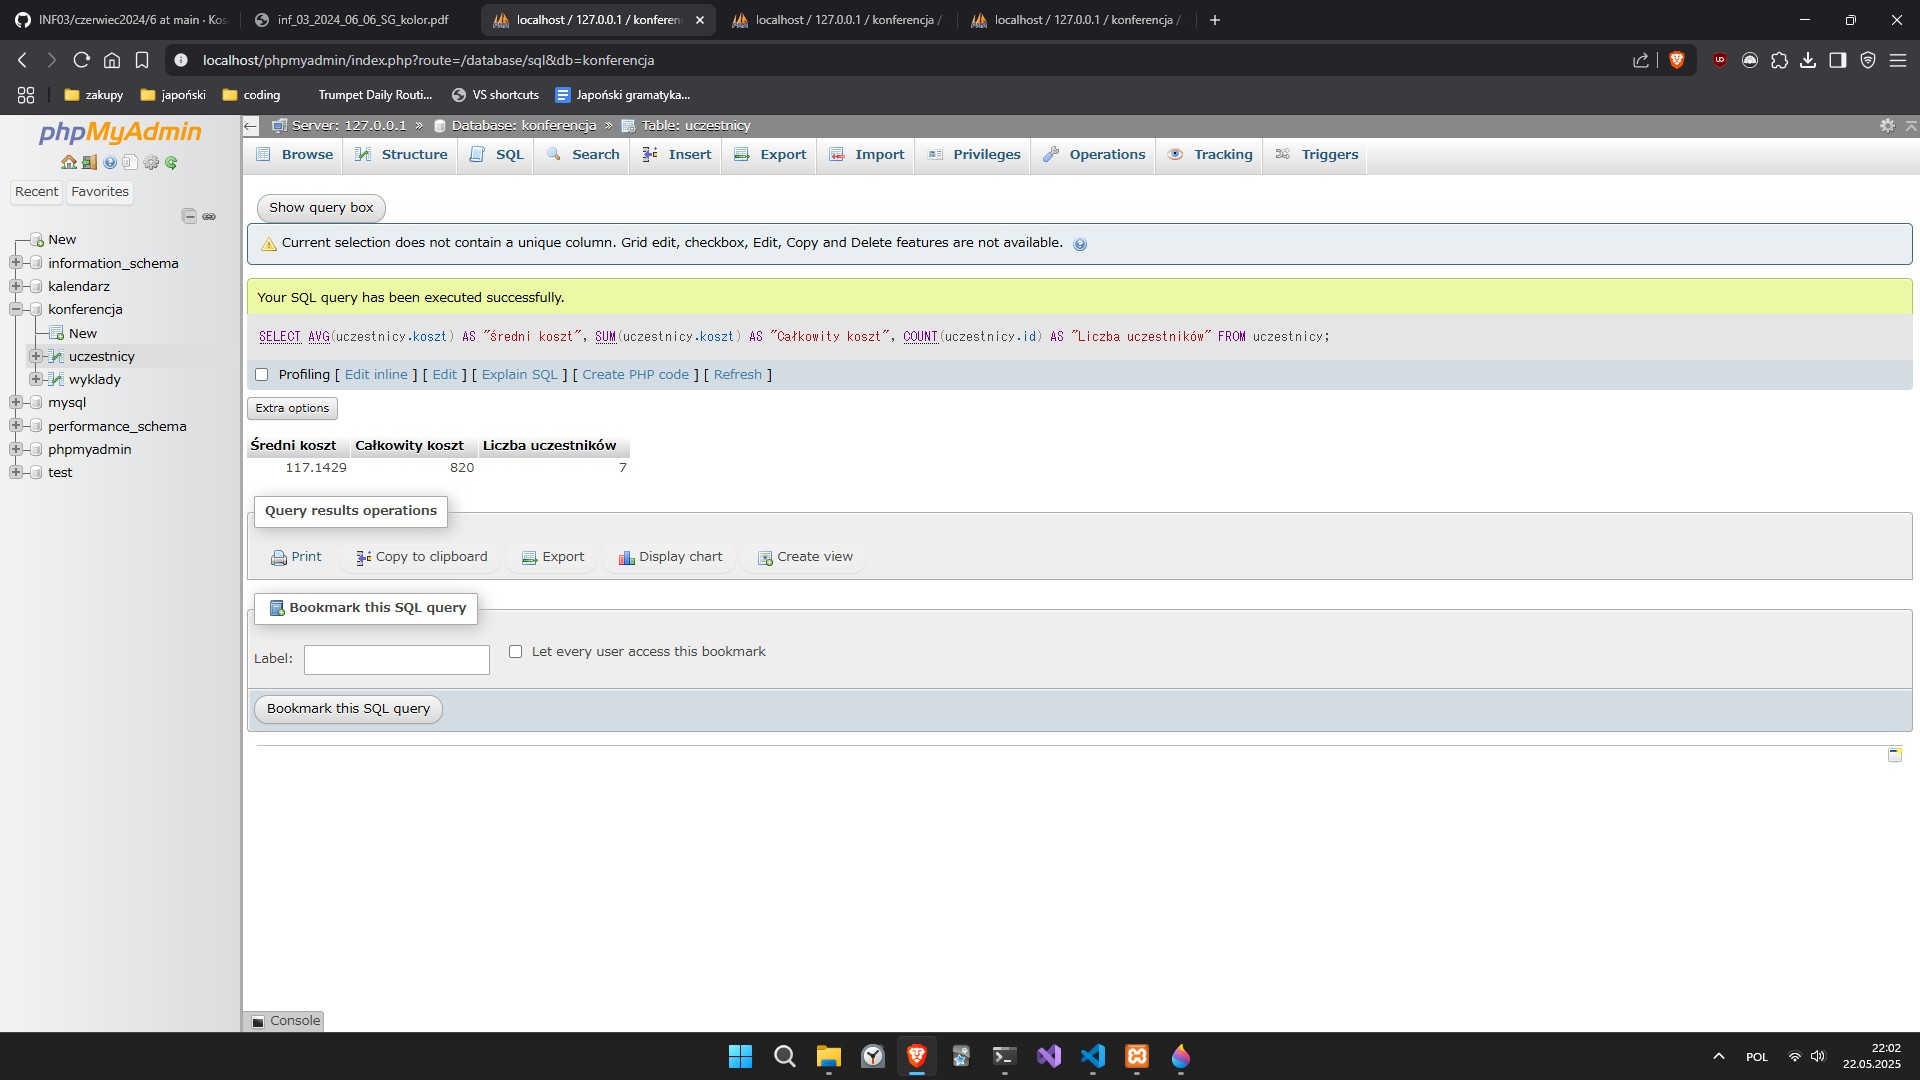 INF03/czerwiec2024/6 at main · Kos
inf_03_2024_06_06_SG_kolor.pdf
localhost / 127.0.0.1 / konferen
localhost / 127.0.0.1 / konferencja /
localhost / 127.0.0.1 / konferencja /
localhost/phpmyadmin/index.php?route=/database/sql&db=konferencja
zakupy
japoński
coding
Trumpet Daily Routi...
VS shortcuts
Japoński gramatyka...
phpMyAdmin
Recent
Favorites
New
information_schema
kalendarz
konferencja
New
uczestnicy
wyklady
mysql
performance_schema
phpmyadmin
test
Server: 127.0.0.1 » Database: konferencja » Table: uczestnicy
Browse
Structure
SQL
Search
Insert
Export
Import
Privileges
Operations
Tracking
Triggers
Show query box
Current selection does not contain a unique column. Grid edit, checkbox, Edit, Copy and Delete features are not available.
Your SQL query has been executed successfully.
SELECT AVG(uczestnicy.koszt) AS "Średni koszt", SUM(uczestnicy.koszt) AS "Całkowity koszt", COUNT(uczestnicy.id) AS "Liczba uczestników" FROM uczestnicy;
Profiling [ Edit inline ] [ Edit ] [ Explain SQL ] [ Create PHP code ] [ Refresh ]
Extra options
Średni koszt Całkowity koszt Liczba uczestników
117.1429 820 7
Query results operations
Print
Copy to clipboard
Export
Display chart
Create view
Bookmark this SQL query
Label:
Let every user access this bookmark
Bookmark this SQL query
Console
POL
22:02
22.05.2025